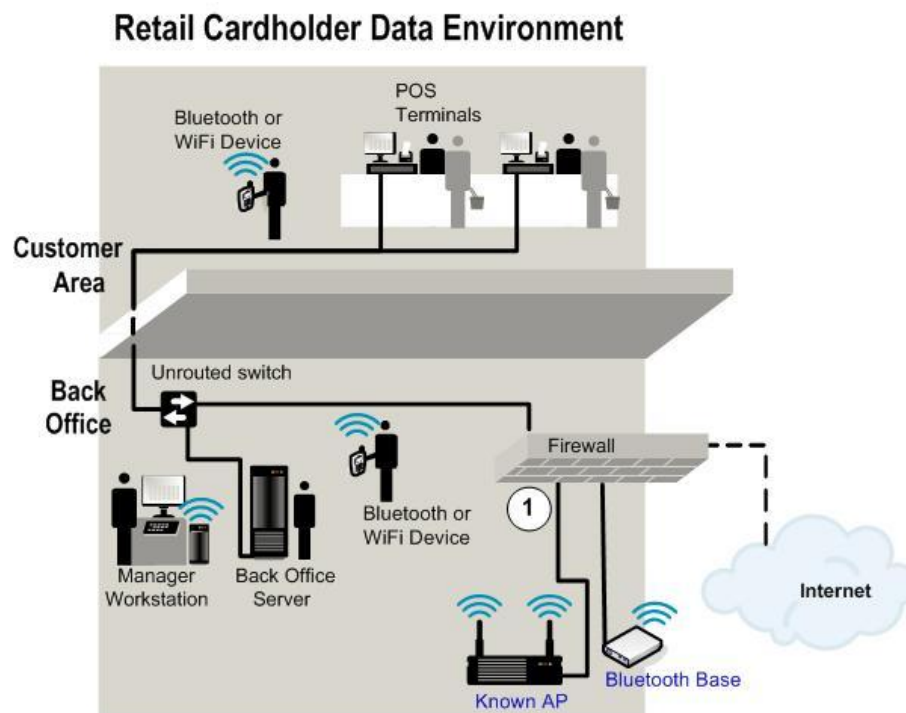 Retail Cardholder Data Environment
POS
Terminals
Bluetooth or
WiFi Device
Customer
Area
Unrouted switch
Back
Office
Firewall
1
Bluetooth or
WiFi Device
Manager
Workstation
Back Office
Server
Internet
Known AP
Bluetooth Base